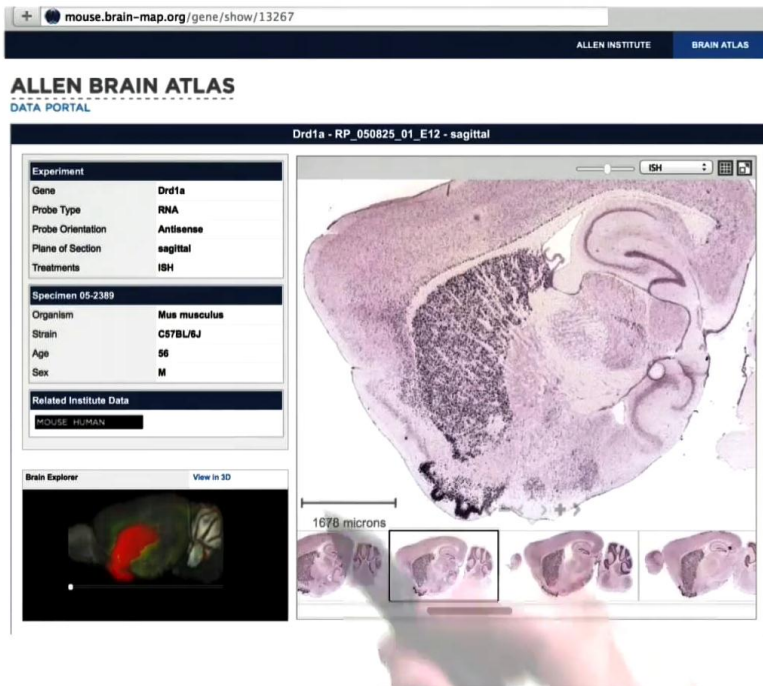 mouse.brain-map.org/gene/show/13267
ALLEN INSTITUTE BRAIN ATLAS
ALLEN BRAIN ATLAS
DATA PORTAL
Drd1a - RP_050825_01_E12 - sagittal
Experiment
Gene Drd1a
Probe Type RNA
Probe Orientation Antisense
Plane of Section sagittal
Treatments ISH
Specimen 05-2389
Organism Mus musculus
Strain C57BL/6J
Age 56
Sex M
Related Institute Data
MOUSE HUMAN
Brain Explorer View in 3D
ISH
1678 microns